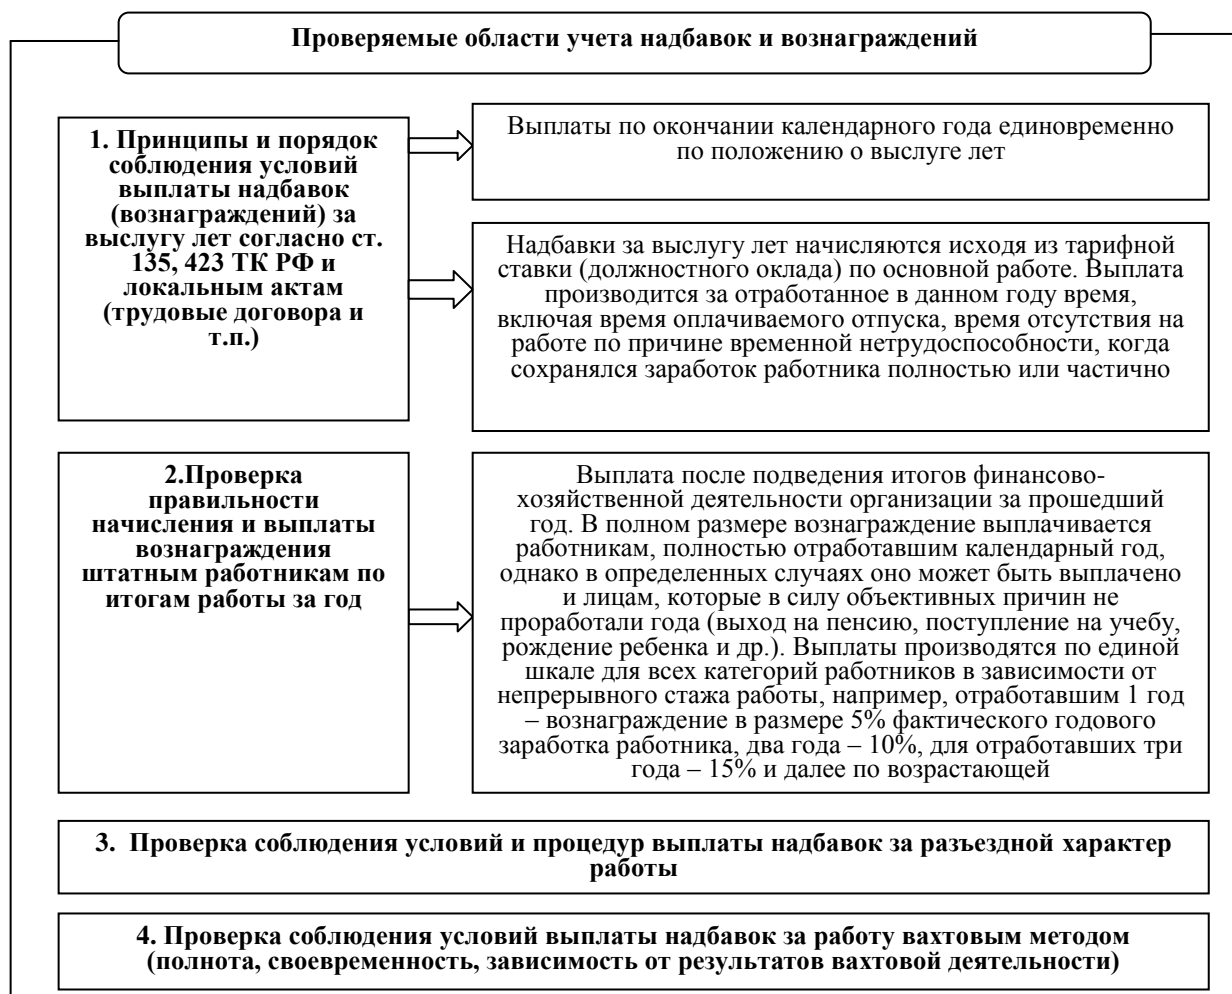 Проверяемые области учета надбавок и вознаграждений
1. Принципы и порядок
соблюдения условий
выплаты надбавок
(вознаграждений) за
выслугу лет согласно ст.
135, 423 ТК РФ и
локальным актам
(трудовые договора и
т.п.)
Выплаты по окончании календарного года единовременно
по положению о выслуге лет
Надбавки за выслугу лет начисляются исходя из тарифной
ставки (должностного оклада) по основной работе. Выплата
производится за отработанное в данном году время,
включая время оплачиваемого отпуска, время отсутствия на
работе по причине временной нетрудоспособности, когда
сохранялся заработок работника полностью или частично
2.Проверка
правильности
начисления и выплаты
вознаграждения
штатным работникам по
итогам работы за год
Выплата после подведения итогов финансово-
хозяйственной деятельности организации за прошедший
год. В полном размере вознаграждение выплачивается
работникам, полностью отработавшим календарный год,
однако в определенных случаях оно может быть выплачено
и лицам, которые в силу объективных причин не
проработали года (выход на пенсию, поступление на учебу,
рождение ребенка и др.). Выплаты производятся по единой
шкале для всех категорий работников в зависимости от
непрерывного стажа работы, например, отработавшим 1 год
– вознаграждение в размере 5% фактического годового
заработка работника, два года – 10%, для отработавших три
года – 15% и далее по возрастающей
3. Проверка соблюдения условий и процедур выплаты надбавок за разъездной характер
работы
4. Проверка соблюдения условий выплаты надбавок за работу вахтовым методом
(полнота, своевременность, зависимость от результатов вахтовой деятельности)